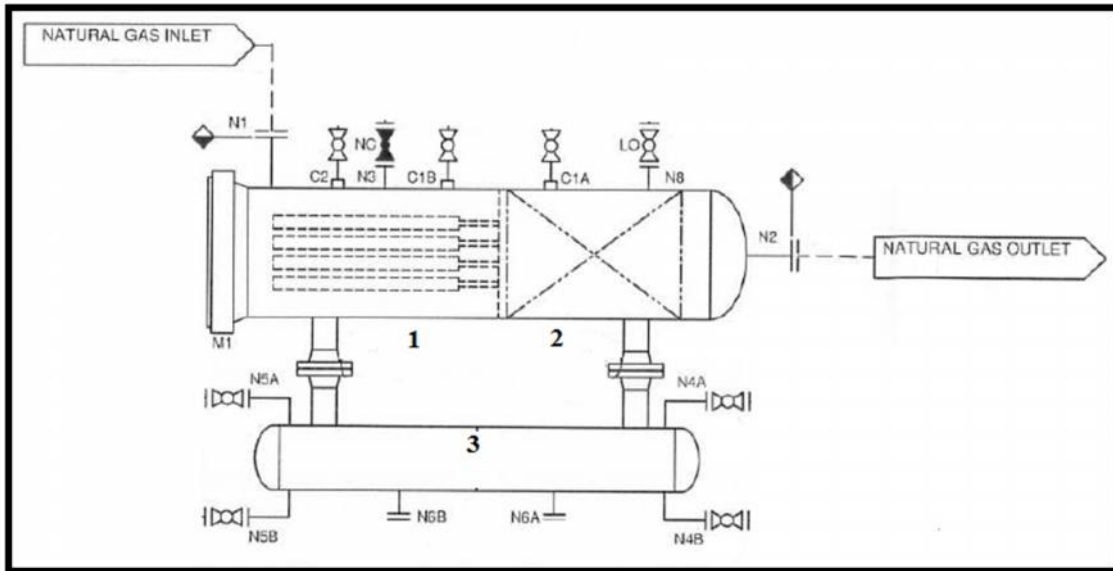 NATURAL GAS INLET
N1
C2
N3
NC
C1B
C1A
LO
N8
N2
NATURAL GAS OUTLET
M1
1
2
N5A
N4A
3
N5B
N6B
N6A
N4B